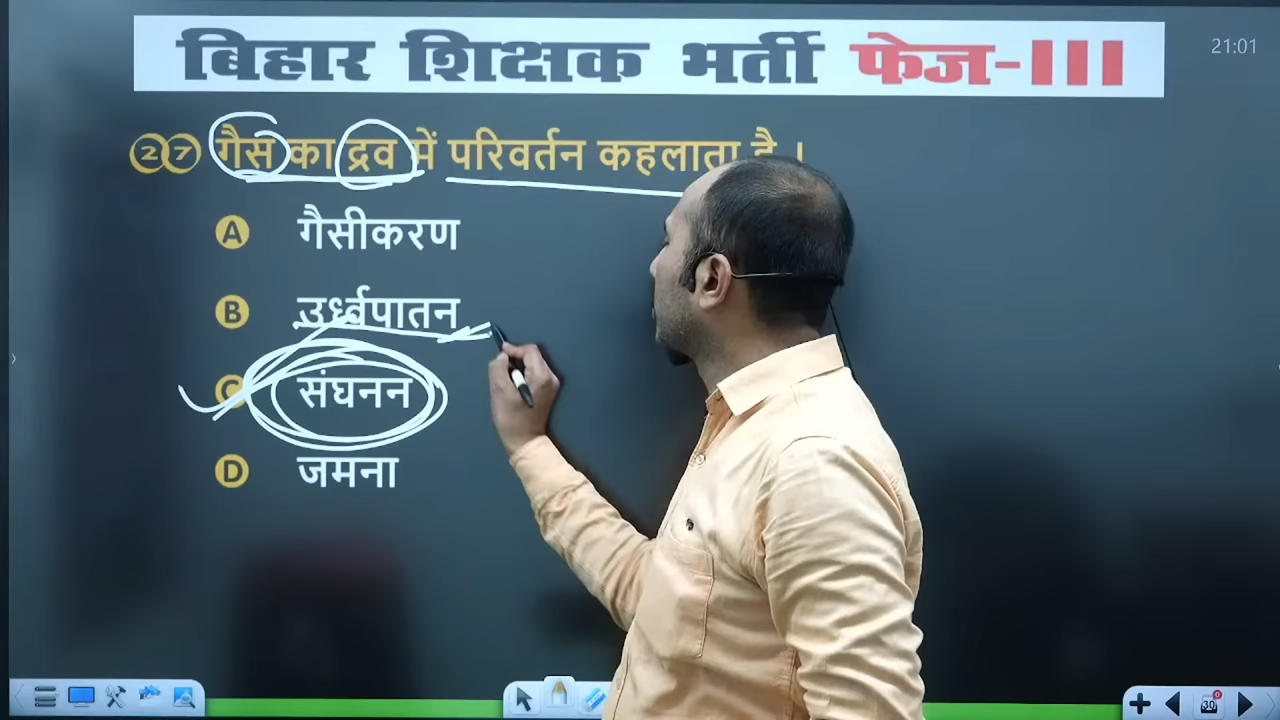 बिहार शिक्षक भर्ती फेज-III
21:01
27 गैस का द्रव में परिवर्तन कहलाता है ।
A गैसीकरण
B उर्ध्वपातन
C संघनन
D जमना